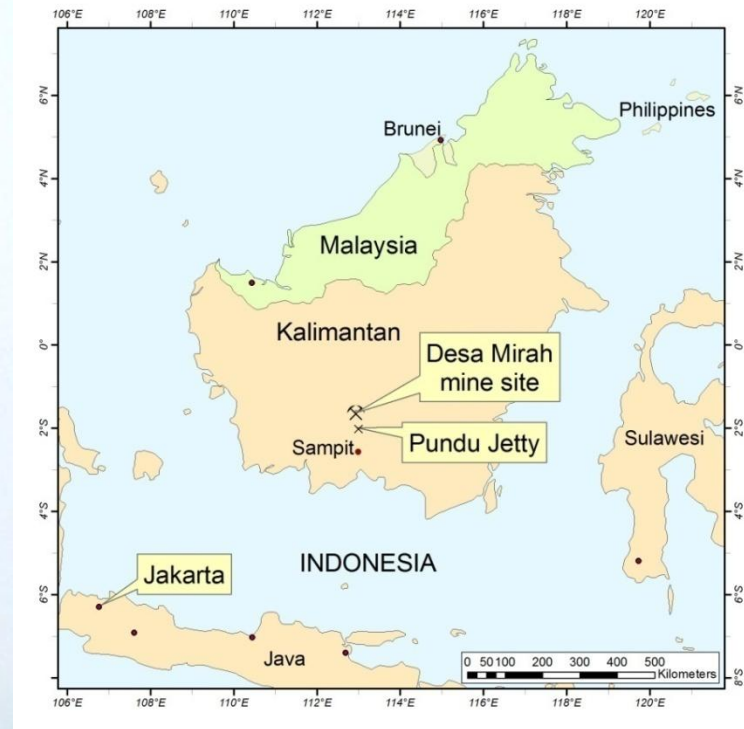 106°E 108°E 110°E 112°E 114°E 116°E 118°E 120°E
6°N 6°N
Philippines
Brunei
4°N 4°N
Malaysia
2°N 2°N
Kalimantan
0° 0°
Desa Mirah
mine site
2°S 2°S
Sampit
Pundu Jetty
Sulawesi
4°S 4°S
INDONESIA
Jakarta
6°S 6°S
Java
0 50 100 200 300 400 500
Kilometers
8°S
106°E 108°E 110°E 112°E 114°E 116°E 118°E 120°E